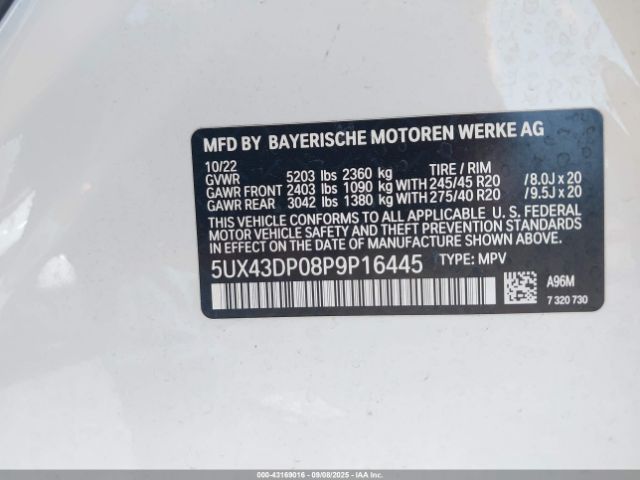 MFD BY BAYERISCHE MOTOREN WERKE AG
10/22
GVWR 5203 lbs 2360 kg TIRE / RIM
GAWR FRONT 2403 lbs 1090 kg WITH 245/45 R20 /8.0J x 20
GAWR REAR 3042 lbs 1380 kg WITH 275/40 R20 /9.5J x 20
THIS VEHICLE CONFORMS TO ALL APPLICABLE U. S. FEDERAL
MOTOR VEHICLE SAFETY AND THEFT PREVENTION STANDARDS
IN EFFECT ON THE DATE OF MANUFACTURE SHOWN ABOVE.
5UX43DP08P9P16445 TYPE: MPV
A96M
7 320 730
000-43169016 - 09/08/2025 - IAAI.COM